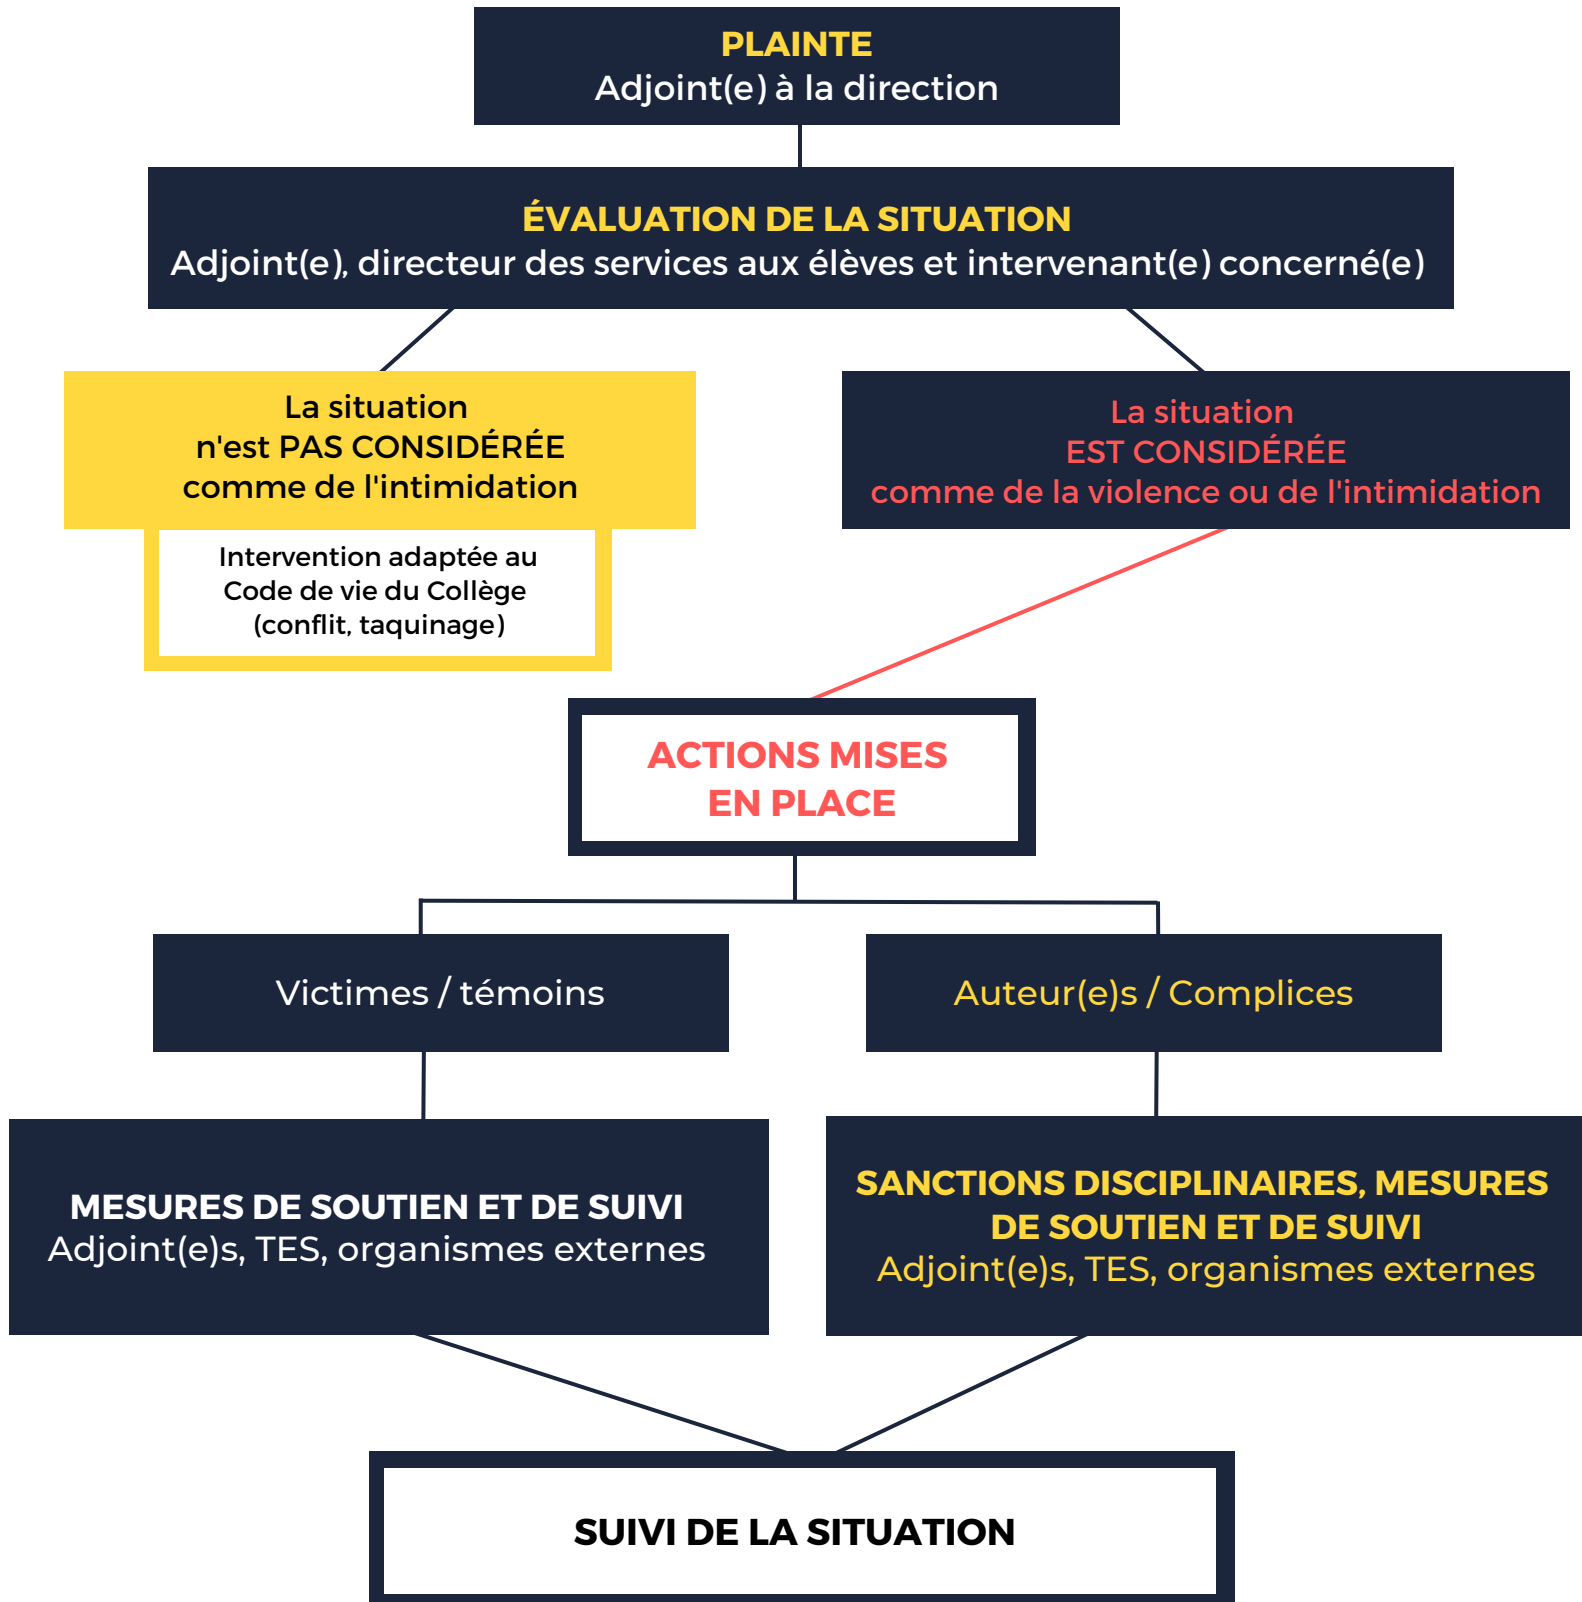 PLAINTE
Adjoint(e) à la direction
ÉVALUATION DE LA SITUATION
Adjoint(e), directeur des services aux élèves et intervenant(e) concerné(e)
La situation
n'est PAS CONSIDÉRÉE
comme de l'intimidation
Intervention adaptée au
Code de vie du Collège
(conflit, taquinage)
La situation
EST CONSIDÉRÉE
comme de la violence ou de l'intimidation
ACTIONS MISES
EN PLACE
Victimes / témoins
Auteur(e)s / Complices
MESURES DE SOUTIEN ET DE SUIVI
Adjoint(e)s, TES, organismes externes
SANCTIONS DISCIPLINAIRES, MESURES
DE SOUTIEN ET DE SUIVI
Adjoint(e)s, TES, organismes externes
SUIVI DE LA SITUATION